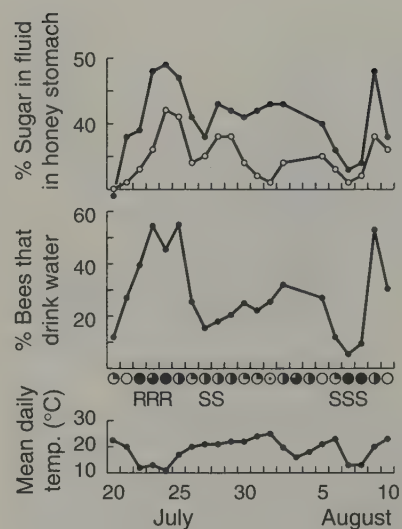 % Sugar in fluid
in honey stomach
50
40
% Bees that
drink water
60
40
20
RRR SS SSS
Mean daily
temp. (°C)
30
20
10
20 25 30 5 10
July August